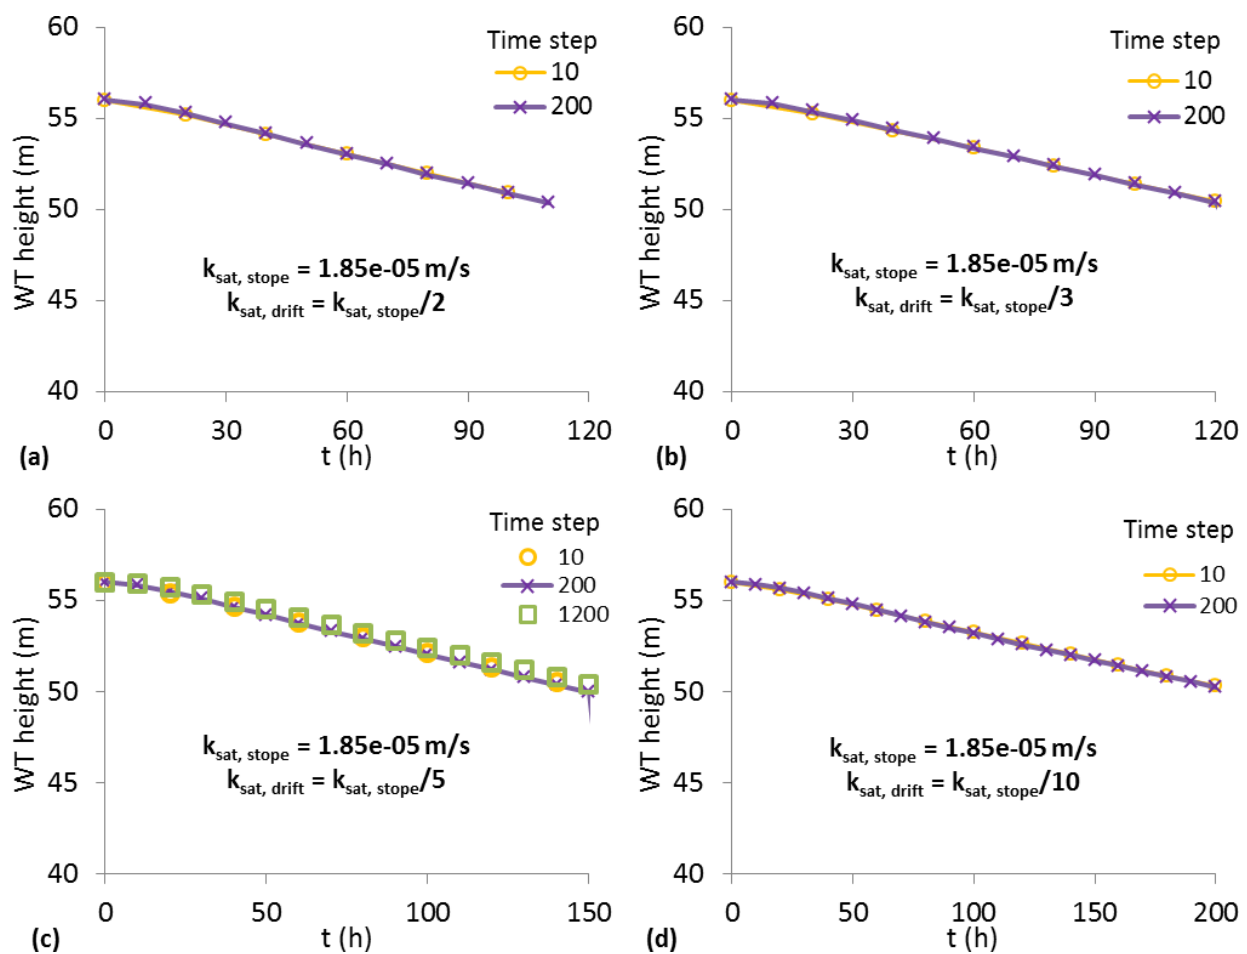 60
55
50
45
40
WT height (m)
Time step
10
200
k_sat, stope = 1.85e-05 m/s
k_sat, drift = k_sat, stope/2
0 30 60 90 120
(a) t (h)
60
55
50
45
40
WT height (m)
Time step
10
200
k_sat, stope = 1.85e-05 m/s
k_sat, drift = k_sat, stope/3
0 30 60 90 120
(b) t (h)
60
55
50
45
40
WT height (m)
Time step
10
200
1200
k_sat, stope = 1.85e-05 m/s
k_sat, drift = k_sat, stope/5
0 50 100 150
(c) t (h)
60
55
50
45
40
WT height (m)
Time step
10
200
k_sat, stope = 1.85e-05 m/s
k_sat, drift = k_sat, stope/10
0 50 100 150 200
(d) t (h)